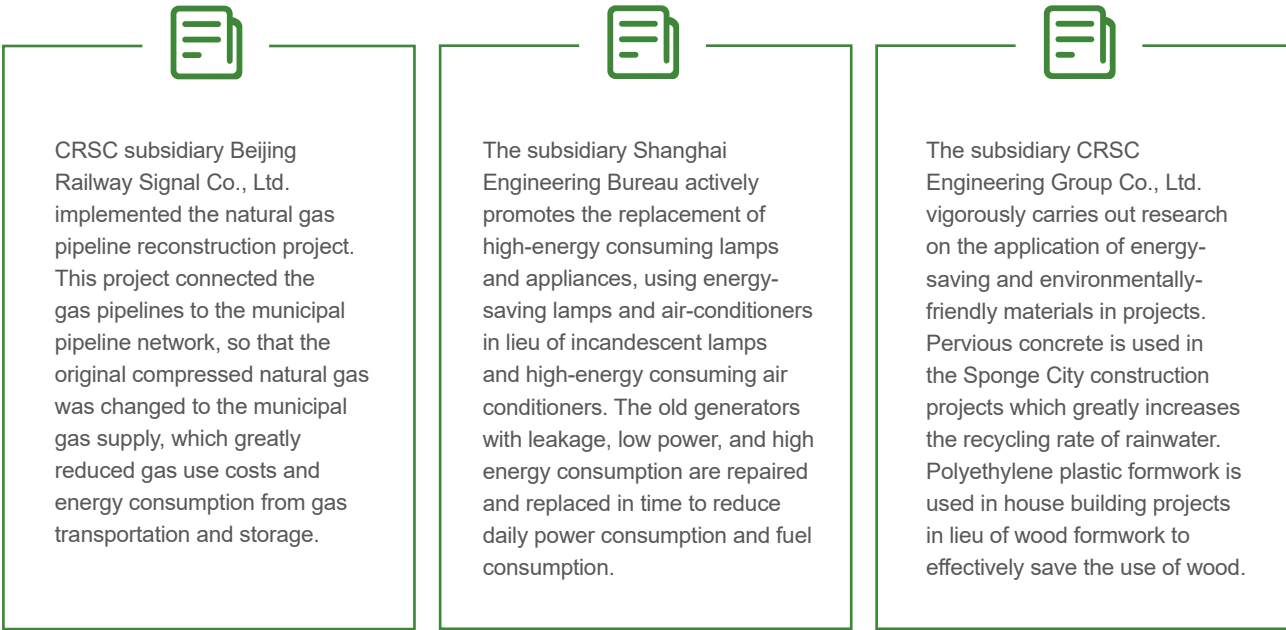 CRSC subsidiary Beijing
Railway Signal Co., Ltd.
implemented the natural gas
pipeline reconstruction project.
This project connected the
gas pipelines to the municipal
pipeline network, so that the
original compressed natural gas
was changed to the municipal
gas supply, which greatly
reduced gas use costs and
energy consumption from gas
transportation and storage.
The subsidiary Shanghai
Engineering Bureau actively
promotes the replacement of
high-energy consuming lamps
and appliances, using energy-
saving lamps and air-conditioners
in lieu of incandescent lamps
and high-energy consuming air
conditioners. The old generators
with leakage, low power, and high
energy consumption are repaired
and replaced in time to reduce
daily power consumption and fuel
consumption.
The subsidiary CRSC
Engineering Group Co., Ltd.
vigorously carries out research
on the application of energy-
saving and environmentally-
friendly materials in projects.
Pervious concrete is used in
the Sponge City construction
projects which greatly increases
the recycling rate of rainwater.
Polyethylene plastic formwork is
used in house building projects
in lieu of wood formwork to
effectively save the use of wood.